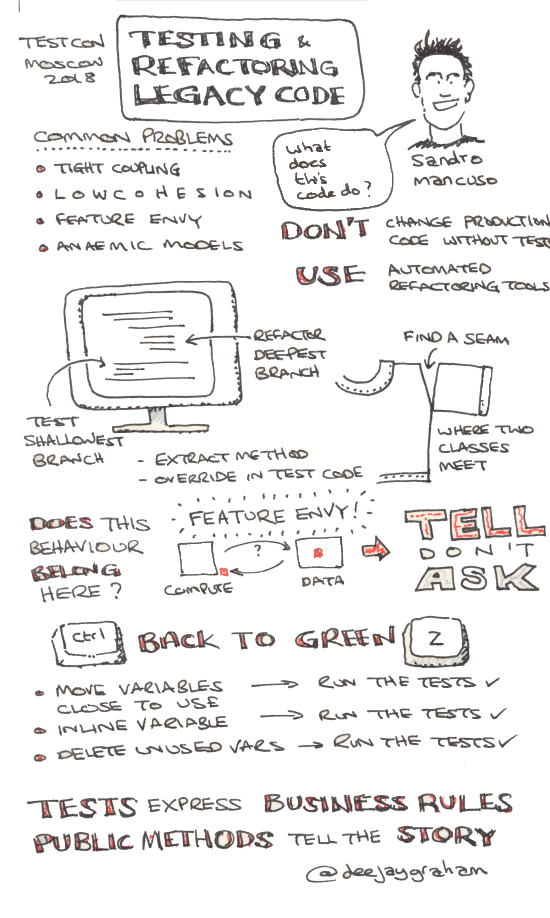 TESTCON
MOSCOW
2018
TESTING &
REFACTORING
LEGACY CODE
COMMON PROBLEMS
• TIGHT COUPLING
• LOW COHESION
• FEATURE ENVY
• ANAEMIC MODELS
What
does
this
code do?
Sandro
Mancuso
DON'T CHANGE PRODUCTION
CODE WITHOUT TEST
USE AUTOMATED
REFACTORING TOOLS
REFACTOR
DEEPEST
BRANCH
TEST
SHALLOWEST
BRANCH
- EXTRACT METHOD
- OVERRIDE IN TEST CODE
FIND A SEAM
WHERE TWO
CLASSES
MEET
DOES THIS
BEHAVIOUR
BELONG
HERE?
FEATURE ENVY!
?
COMPUTE
DATA
TELL
DON'T
ASK
Ctrl BACK TO GREEN Z
• MOVE VARIABLES → RUN THE TESTS ✓
CLOSE TO USE
• INLINE VARIABLE → RUN THE TESTS ✓
• DELETE UNUSED VARS → RUN THE TESTS ✓
TESTS EXPRESS BUSINESS RULES
PUBLIC METHODS TELL THE STORY
@deejaygraham